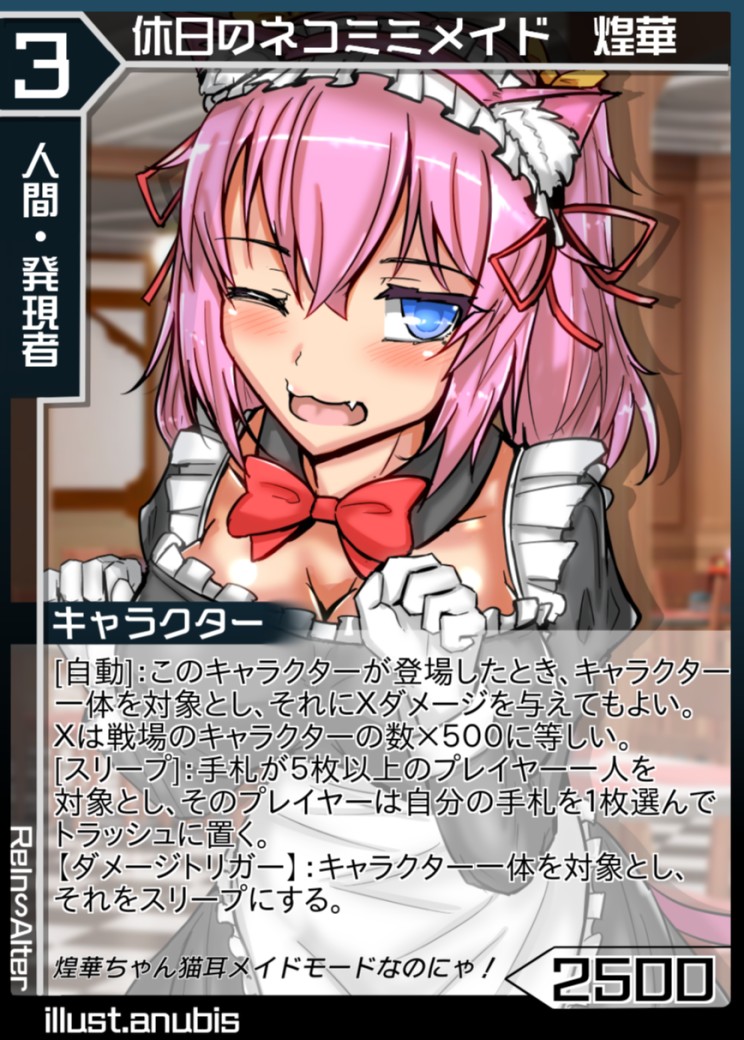 3
休日のネコミミメイド　煌華
人間・発現者
キャラクター
[自動]:このキャラクターが登場したとき、キャラクター
一体を対象とし、それにXダメージを与えてもよい。
Xは戦場のキャラクターの数×500に等しい。
[スリープ]:手札が5枚以上のプレイヤー一人を
対象とし、そのプレイヤーは自分の手札を1枚選んで
トラッシュに置く。
【ダメージトリガー】:キャラクター一体を対象とし、
それをスリープにする。
煌華ちゃん猫耳メイドモードなのにゃ！
2500
ReIn∽Alter
illust.anubis